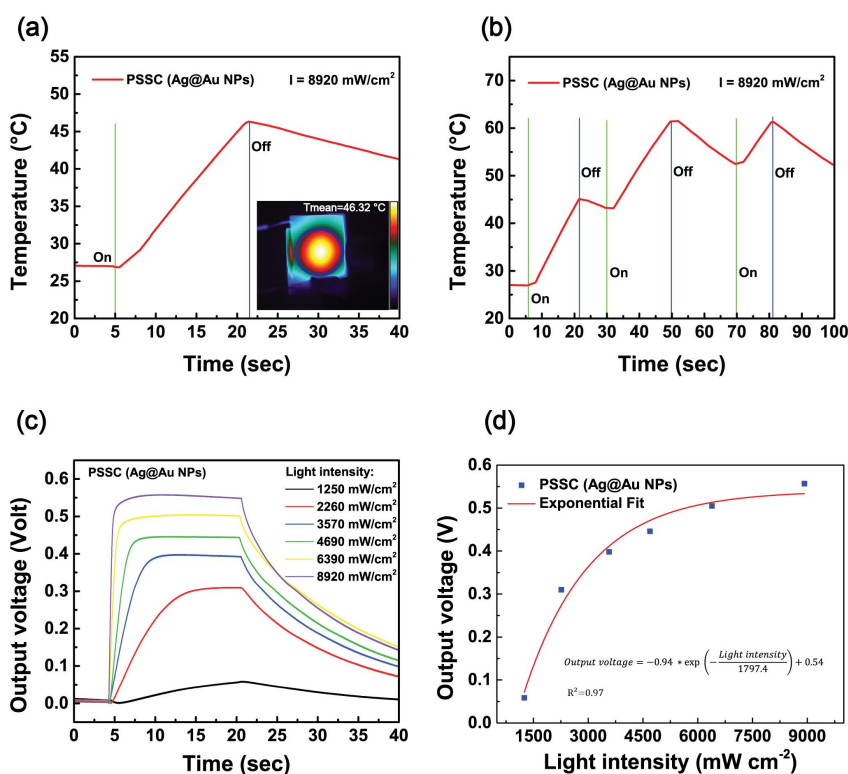 (a)
55
50
45
40
35
30
25
20
0 5 10 15 20 25 30 35 40
Temperature (°C)
Time (sec)
PSSC (Ag@Au NPs) I = 8920 mW/cm²
On
Off
Tmean=46.32 °C
(b)
70
60
50
40
30
20
0 10 20 30 40 50 60 70 80 90 100
Temperature (°C)
Time (sec)
PSSC (Ag@Au NPs) I = 8920 mW/cm²
On
Off
On
Off
On
Off
(c)
0.6
0.5
0.4
0.3
0.2
0.1
0.0
0 5 10 15 20 25 30 35 40
Output voltage (Volt)
Time (sec)
PSSC (Ag@Au NPs)
Light intensity:
1250 mW/cm²
2260 mW/cm²
3570 mW/cm²
4690 mW/cm²
6390 mW/cm²
8920 mW/cm²
(d)
0.6
0.5
0.4
0.3
0.2
0.1
0.0
1500 3000 4500 6000 7500 9000
Output voltage (V)
Light intensity (mW cm⁻²)
PSSC (Ag@Au NPs)
Exponential Fit
Output voltage = −0.94 * exp (− Light intensity / 1797.4) + 0.54
R²=0.97